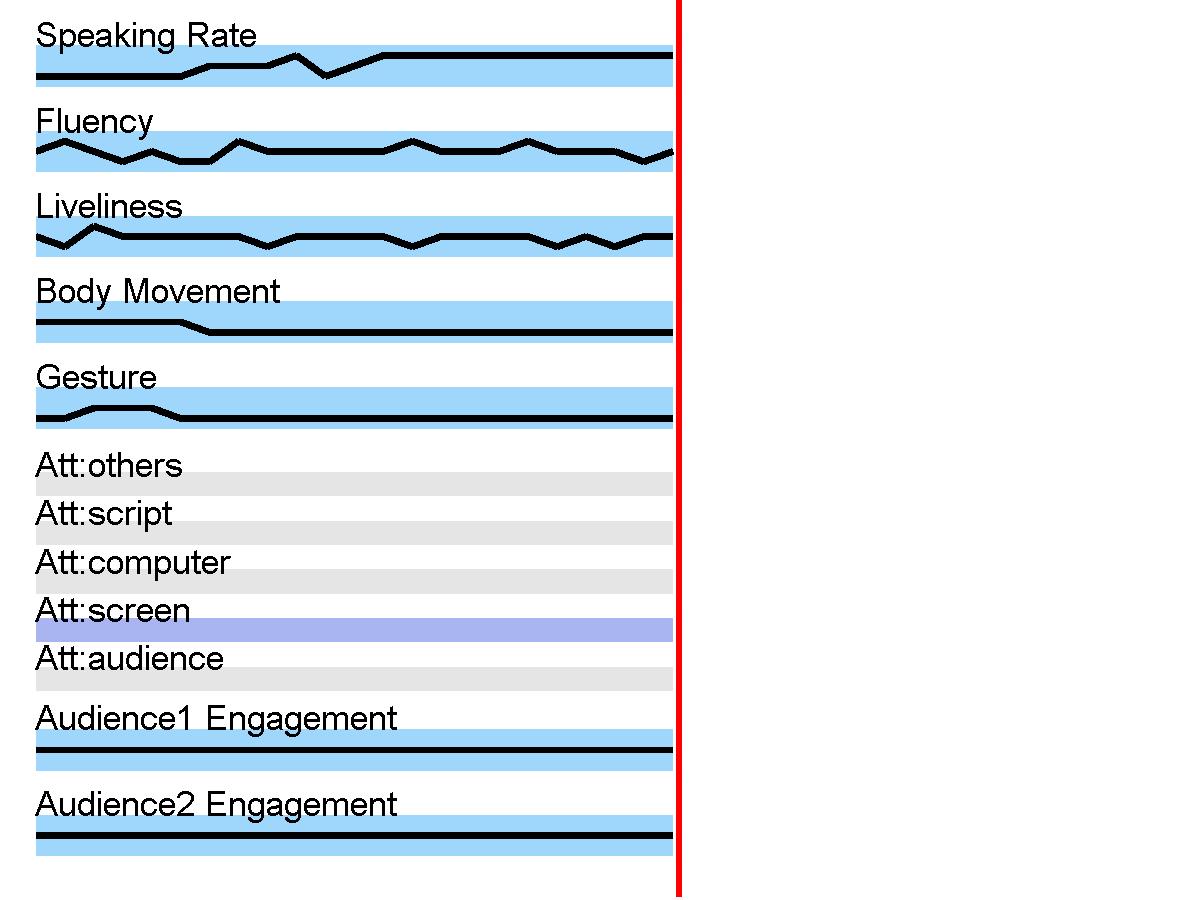 Speaking Rate
Fluency
Liveliness
Body Movement
Gesture
Att:others
Att:script
Att:computer
Att:screen
Att:audience
Audience1 Engagement
Audience2 Engagement